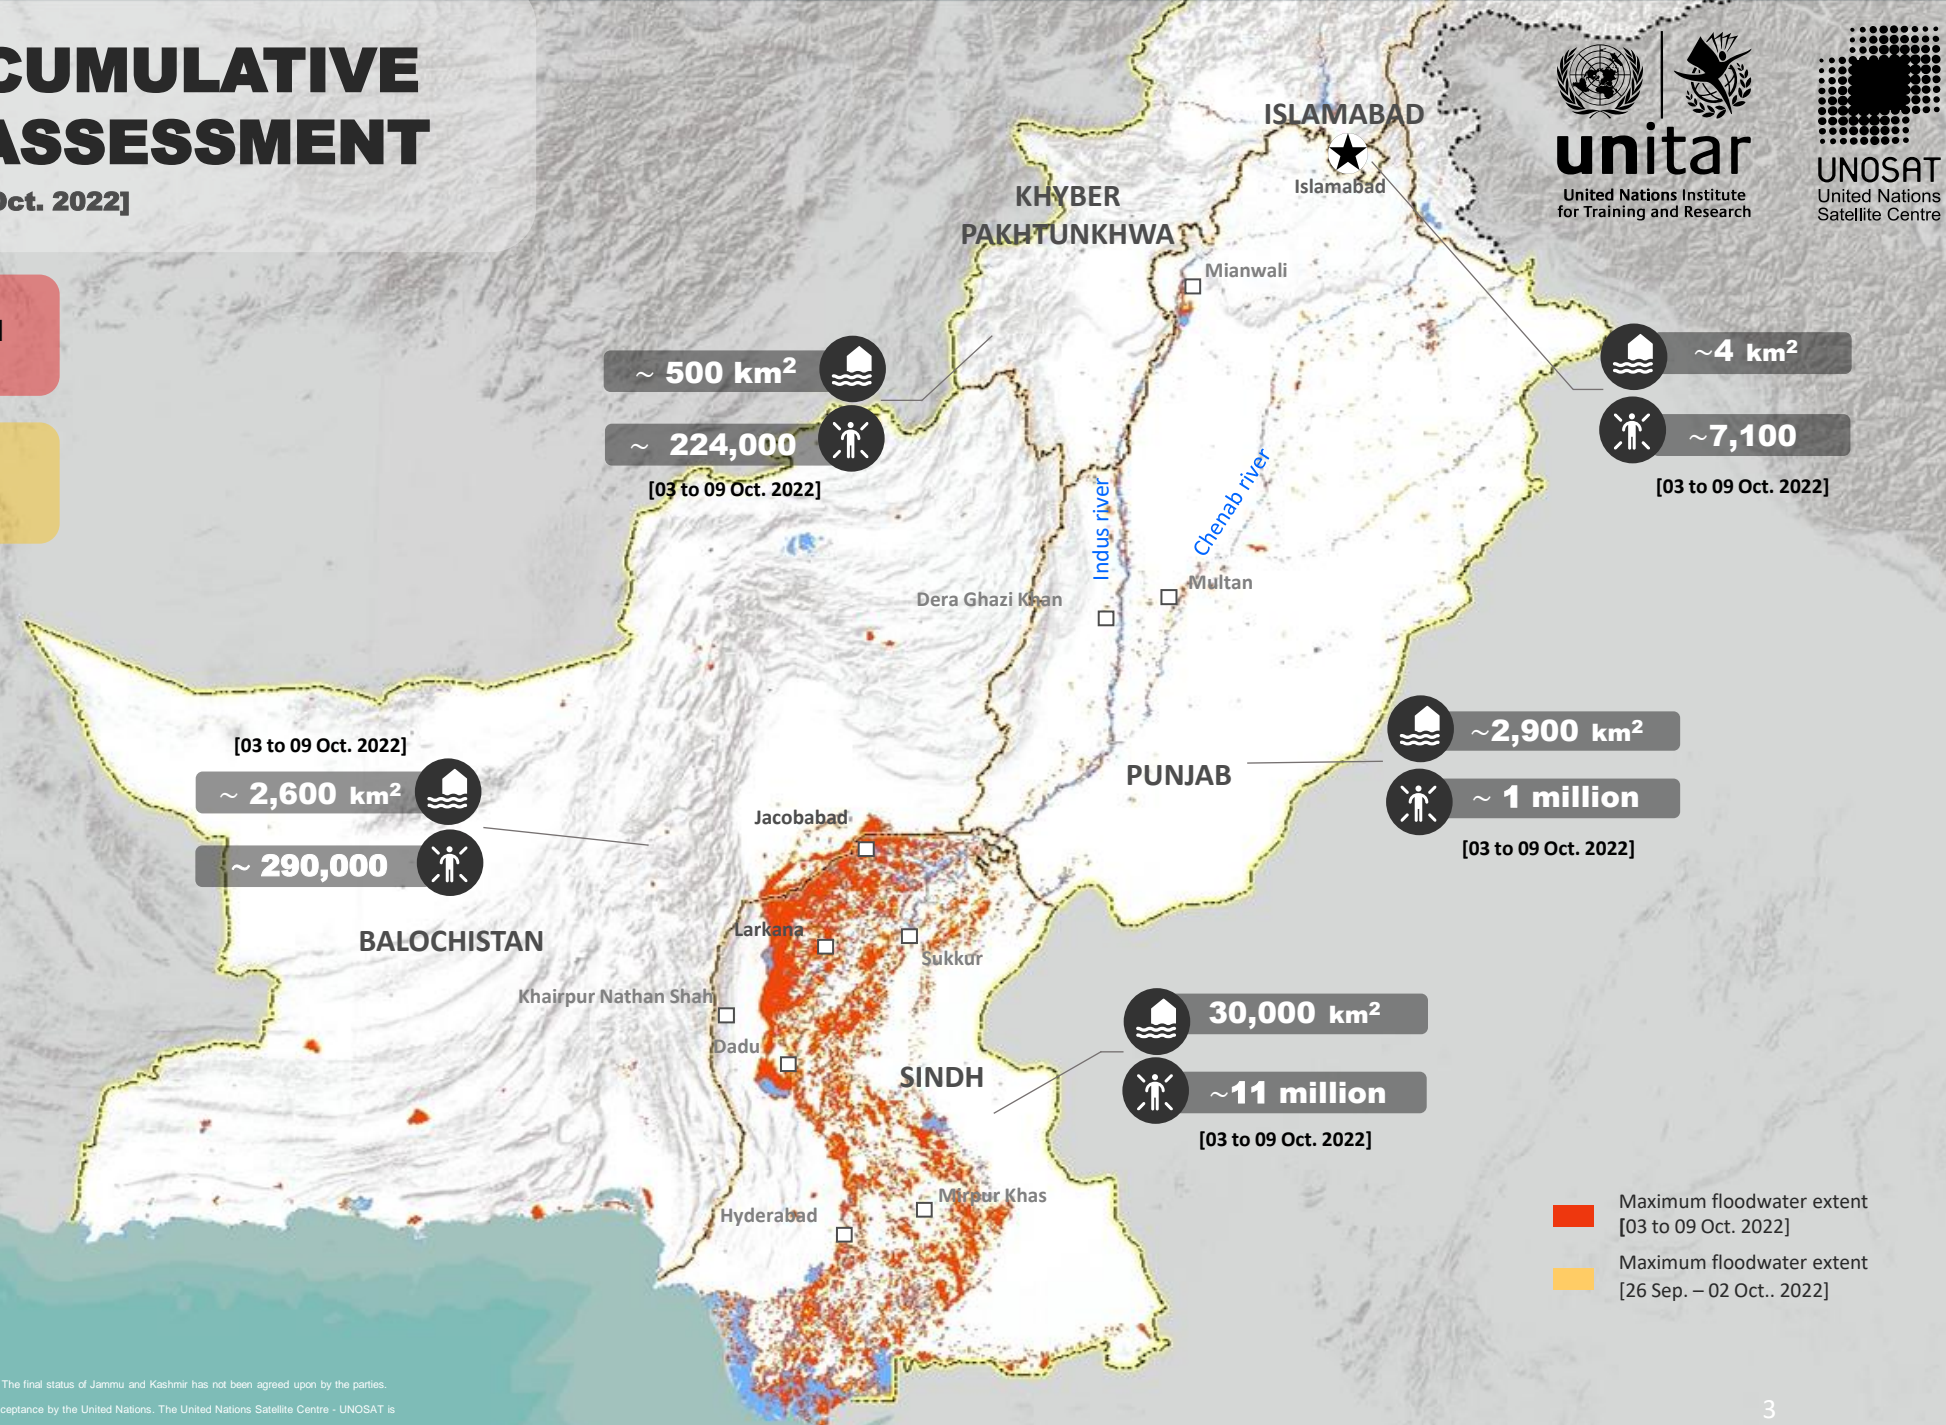 CUMULATIVE
ASSESSMENT
Oct. 2022]
unitar
United Nations Institute
for Training and Research
UNOSAT
United Nations
Satellite Centre
ISLAMABAD
Islamabad
KHYBER
PAKHTUNKHWA
Mianwali
~ 500 km²
~ 224,000
[03 to 09 Oct. 2022]
~4 km²
~7,100
[03 to 09 Oct. 2022]
Indus river
Chenab river
Multan
Dera Ghazi Khan
[03 to 09 Oct. 2022]
~ 2,600 km²
~ 290,000
BALOCHISTAN
PUNJAB
~2,900 km²
~ 1 million
[03 to 09 Oct. 2022]
Jacobabad
Larkana
Sukkur
Khairpur Nathan Shah
Dadu
SINDH
30,000 km²
~11 million
[03 to 09 Oct. 2022]
Mirpur Khas
Hyderabad
Maximum floodwater extent
[03 to 09 Oct. 2022]
Maximum floodwater extent
[26 Sep. – 02 Oct.. 2022]
The final status of Jammu and Kashmir has not been agreed upon by the parties.
cceptance by the United Nations. The United Nations Satellite Centre - UNOSAT is
3